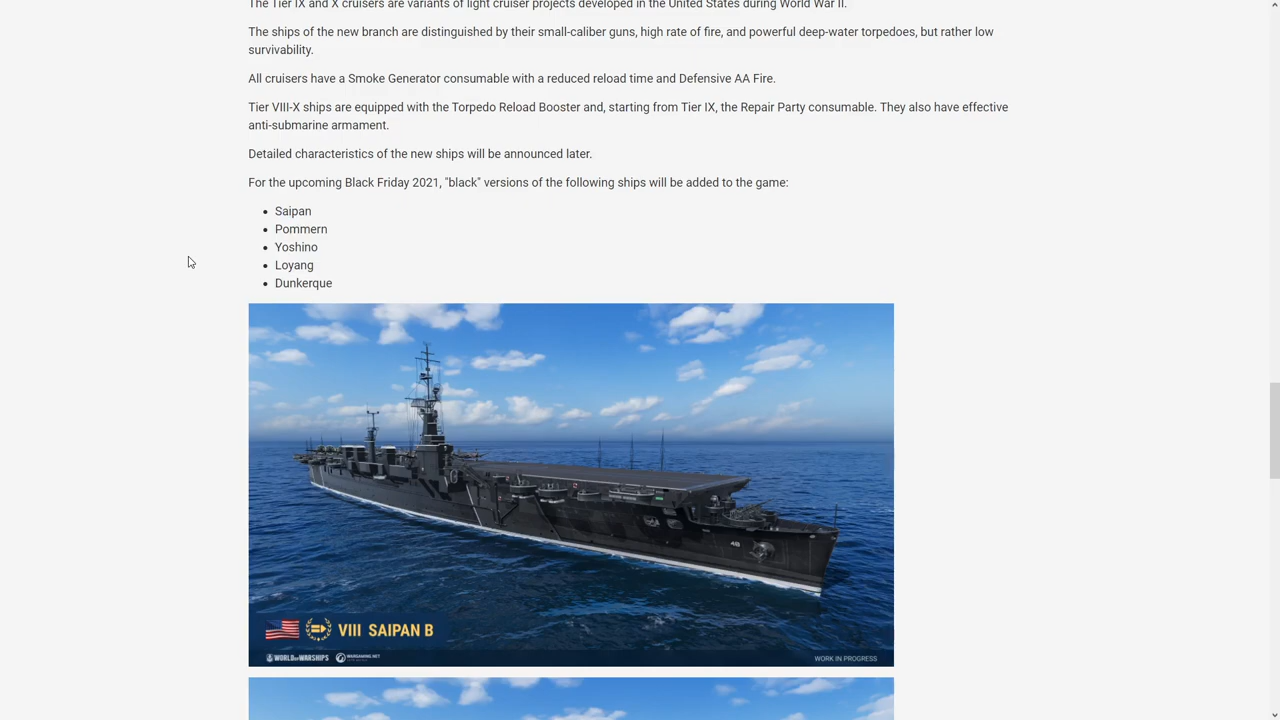 The Tier IX and X cruisers are variants of light cruiser projects developed in the United States during World War II.
The ships of the new branch are distinguished by their small-caliber guns, high rate of fire, and powerful deep-water torpedoes, but rather low
survivability.
All cruisers have a Smoke Generator consumable with a reduced reload time and Defensive AA Fire.
Tier VIII-X ships are equipped with the Torpedo Reload Booster and, starting from Tier IX, the Repair Party consumable. They also have effective
anti-submarine armament.
Detailed characteristics of the new ships will be announced later.
For the upcoming Black Friday 2021, "black" versions of the following ships will be added to the game:
• Saipan
• Pommern
• Yoshino
• Loyang
• Dunkerque
48
VIII SAIPAN B
WORLD OF WARSHIPS WARGAMING.NET WORK IN PROGRESS